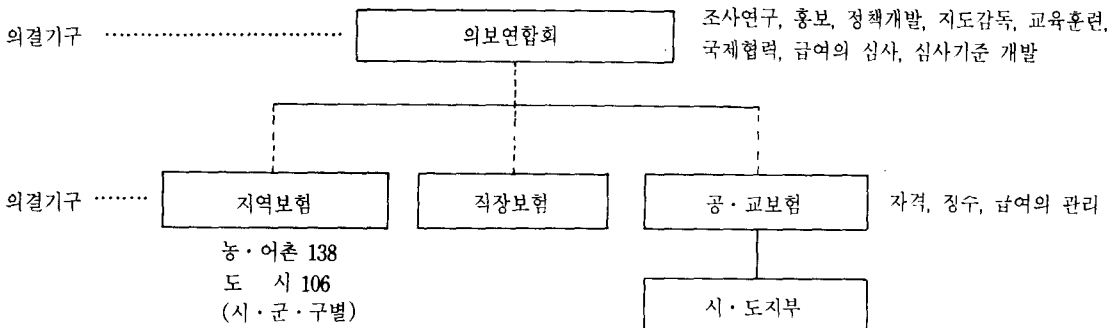 의결기구 ································ 의보연합회 조사연구, 홍보, 정책개발, 지도감독, 교육훈련,
국제협력, 급여의 심사, 심사기준 개발
의결기구 ········ 지역보험 직장보험 공·교보험 자격, 징수, 급여의 관리
농·어촌 138
도 시 106
(시·군·구별)
시·도지부